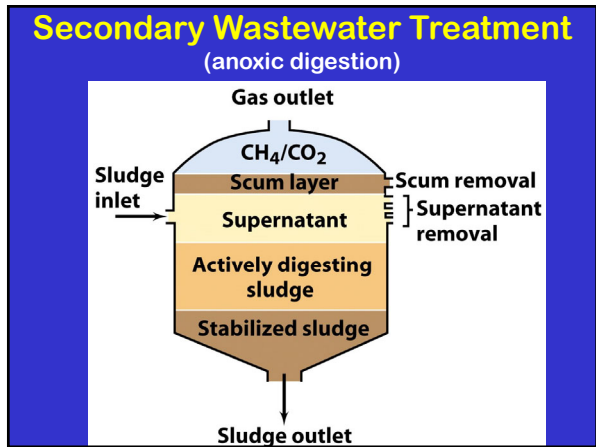 Secondary Wastewater Treatment
(anoxic digestion)
Gas outlet
CH₄/CO₂
Sludge
inlet
Scum layer
Scum removal
Supernatant
Supernatant
removal
Actively digesting
sludge
Stabilized sludge
Sludge outlet